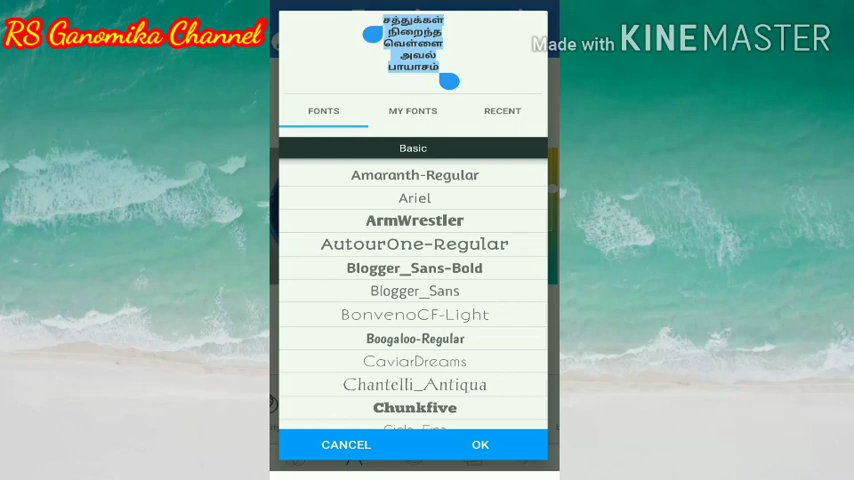 RS Ganomika Channel
Made with KINEMASTER
சத்துக்கள்
நிறைந்த
வெள்ளை
அவல்
பாயாசம்
FONTS
MY FONTS
RECENT
Basic
Amaranth-Regular
Ariel
ArmWrestler
AutourOne-Regular
Blogger_Sans-Bold
Blogger_Sans
BonvenoCF-Light
Boogaloo-Regular
CaviarDreams
Chantelli_Antiqua
Chunkfive
CANCEL
OK